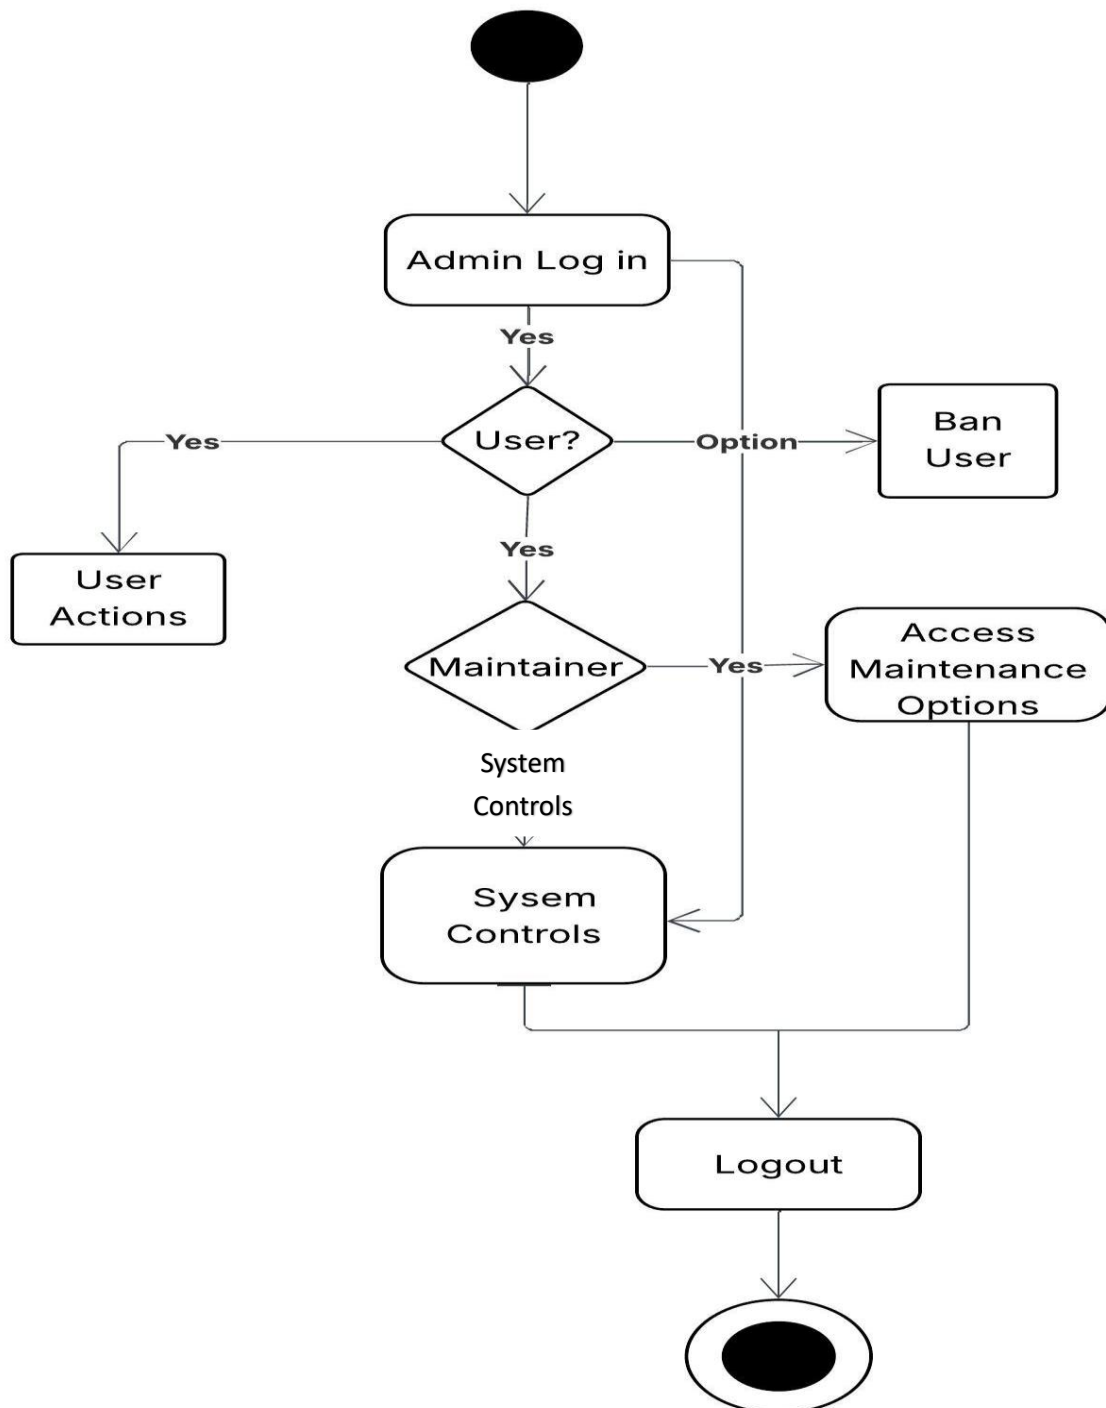 Admin Log in
Yes
Yes
User?
Option
Ban
User
Yes
User
Actions
Maintainer
Yes
Access
Maintenance
Options
System
Controls
Sysem
Controls
Logout